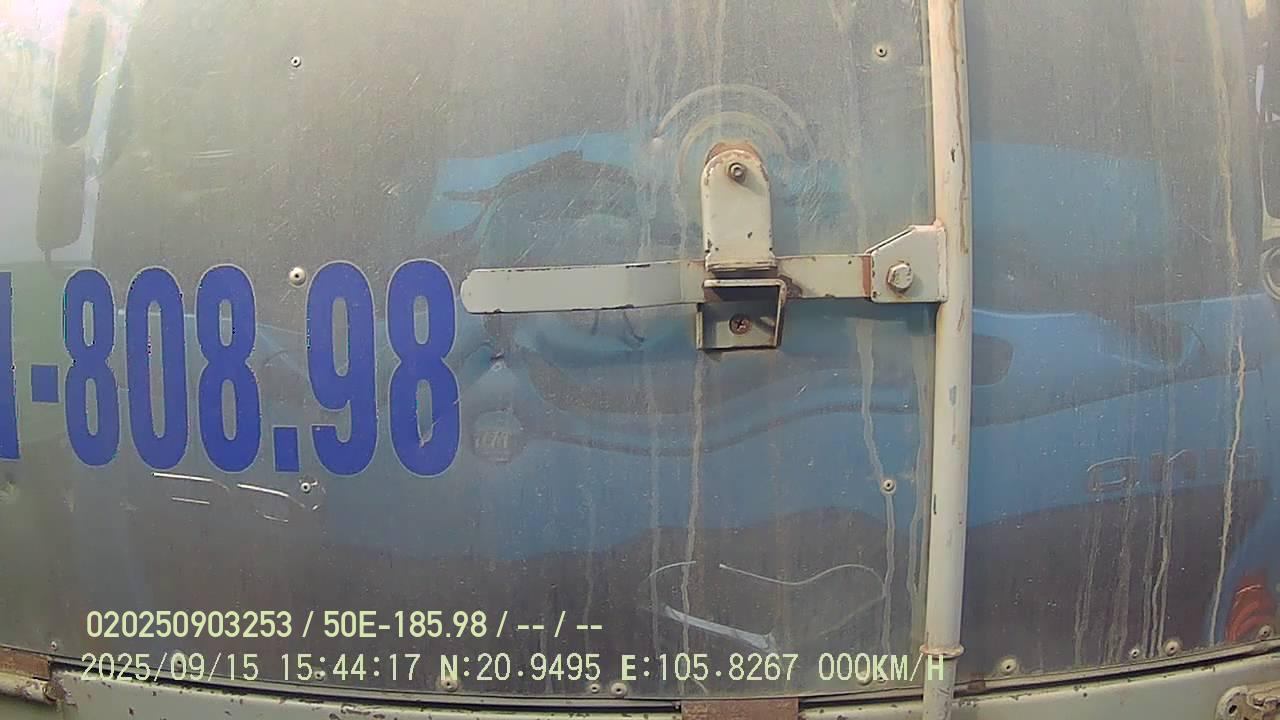 -808.98
020250903253 / 50E-185.98 / -- / --
2025/09/15 15:44:17 N:20.9495 E:105.8267 000KM/H